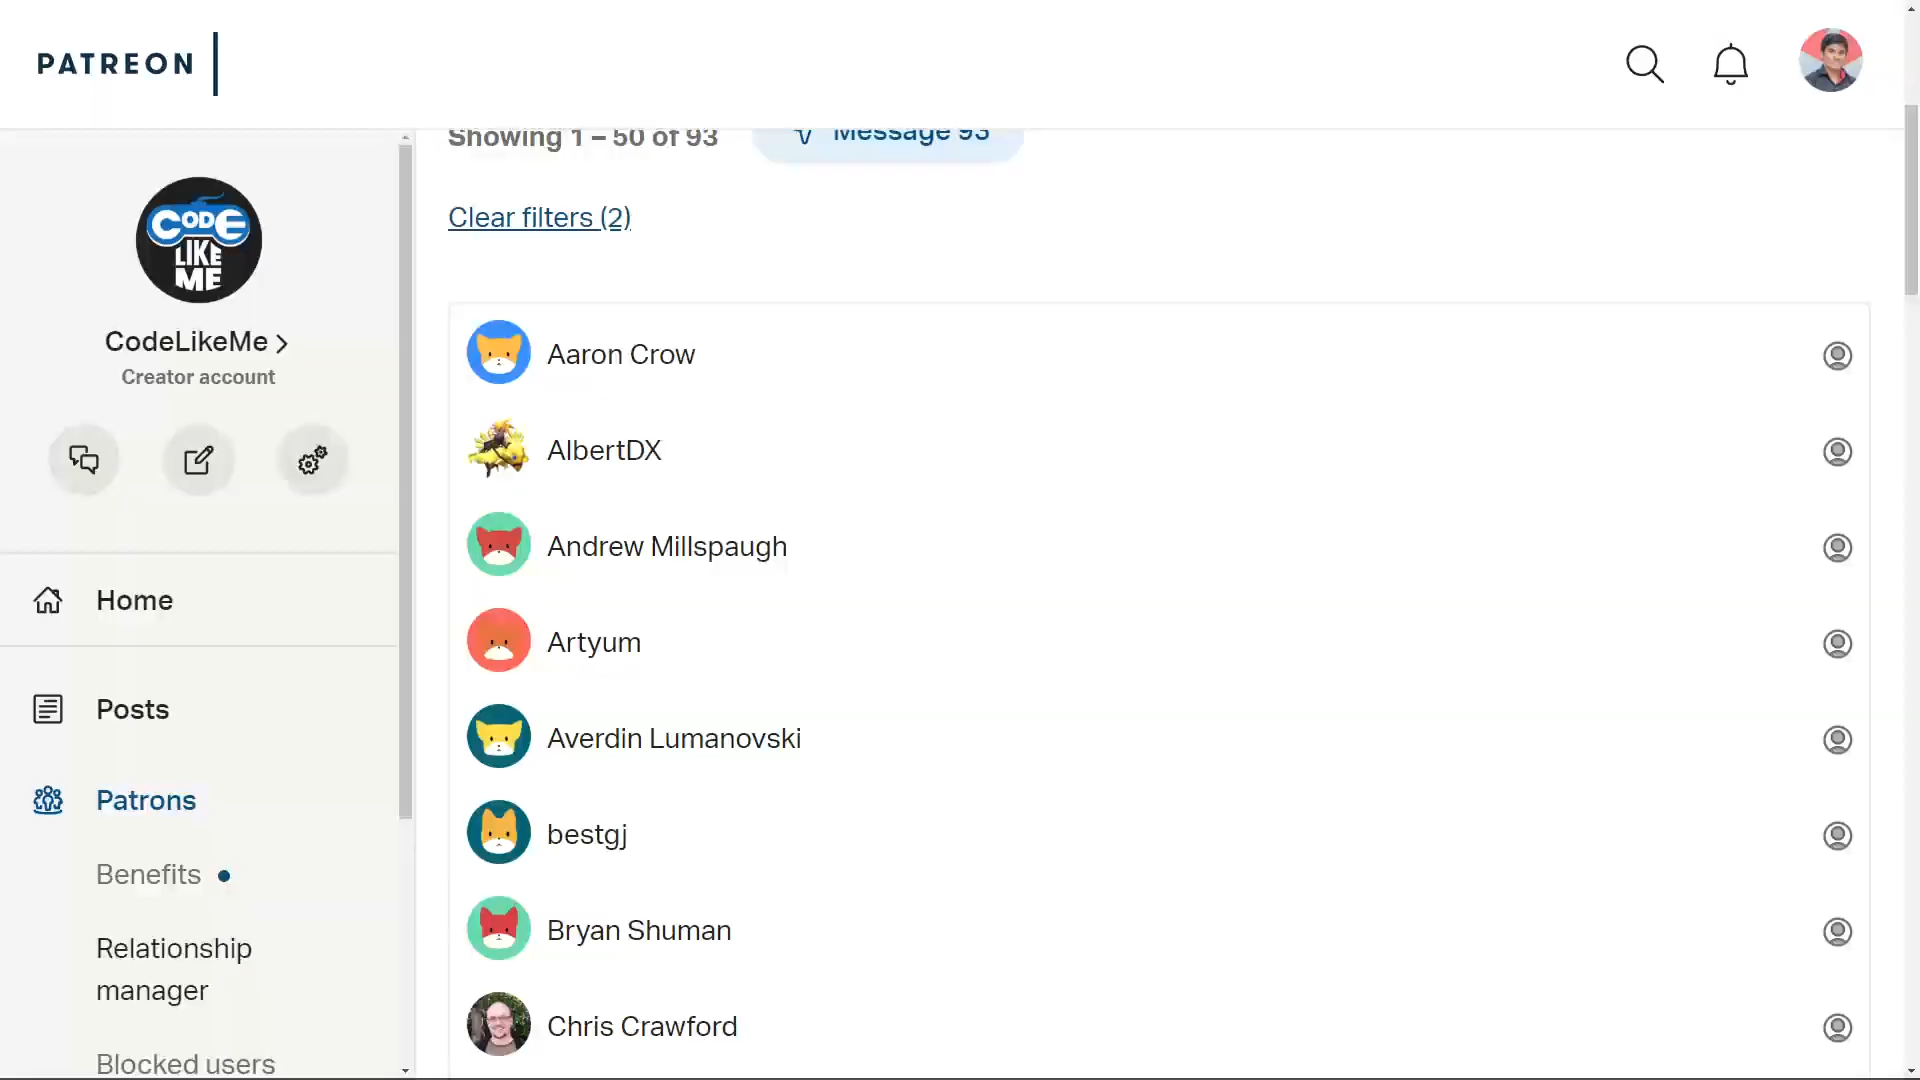 PATREON
Showing 1 – 50 of 93
Message 93
Clear filters (2)
CODE
LIKE
ME
CodeLikeMe
Creator account
Home
Posts
Patrons
Benefits
Relationship
manager
Blocked users
Aaron Crow
AlbertDX
Andrew Millspaugh
Artyum
Averdin Lumanovski
bestgj
Bryan Shuman
Chris Crawford